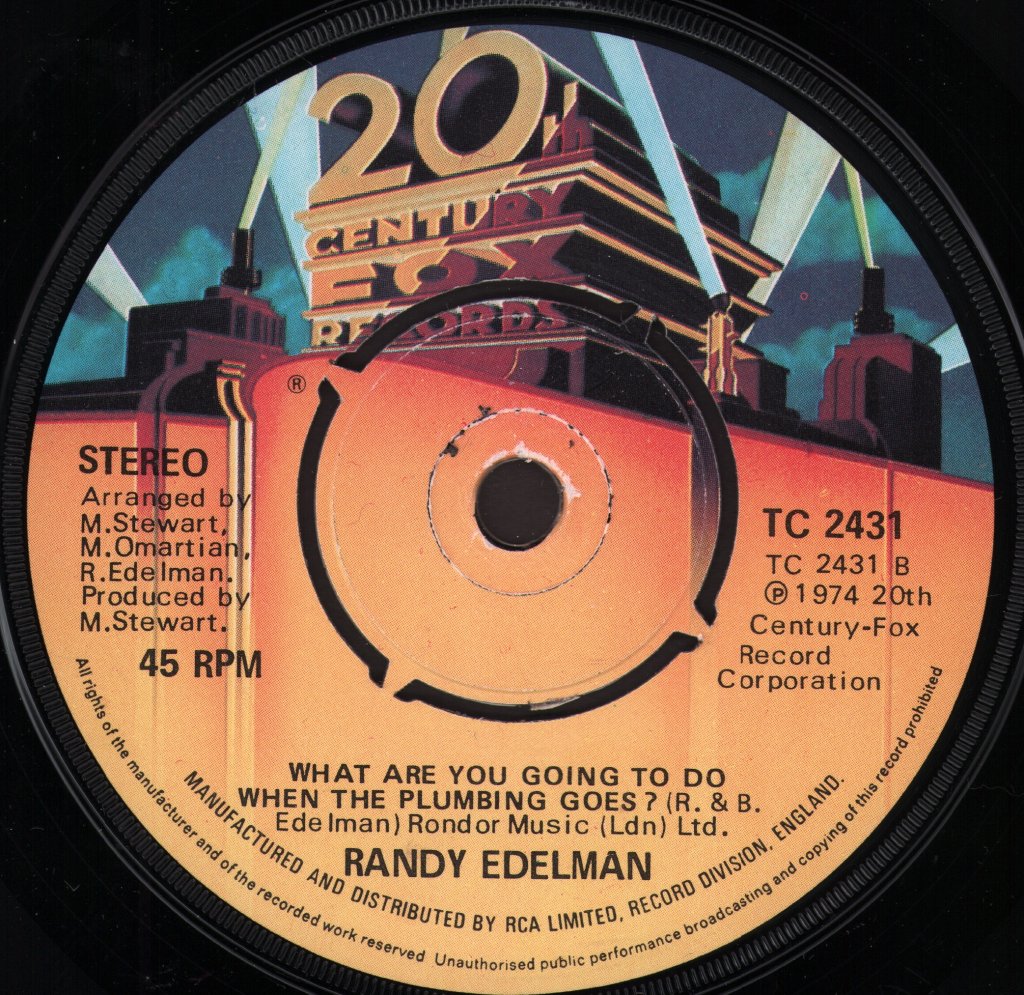 20th
CENTURY
FOX
RECORDS
®
STEREO
Arranged by
M.Stewart,
M.Omartian,
R.Edelman.
Produced by
M.Stewart.
45 RPM
TC 2431
TC 2431 B
℗ 1974 20th
Century-Fox
Record
Corporation
WHAT ARE YOU GOING TO DO
WHEN THE PLUMBING GOES? (R. & B.
Edelman) Rondor Music (Ldn) Ltd.
RANDY EDELMAN
MANUFACTURED AND DISTRIBUTED BY RCA LIMITED, RECORD DIVISION, ENGLAND.
All rights of the manufacturer and of the recorded work reserved Unauthorised public performance broadcasting and copying of this record prohibited